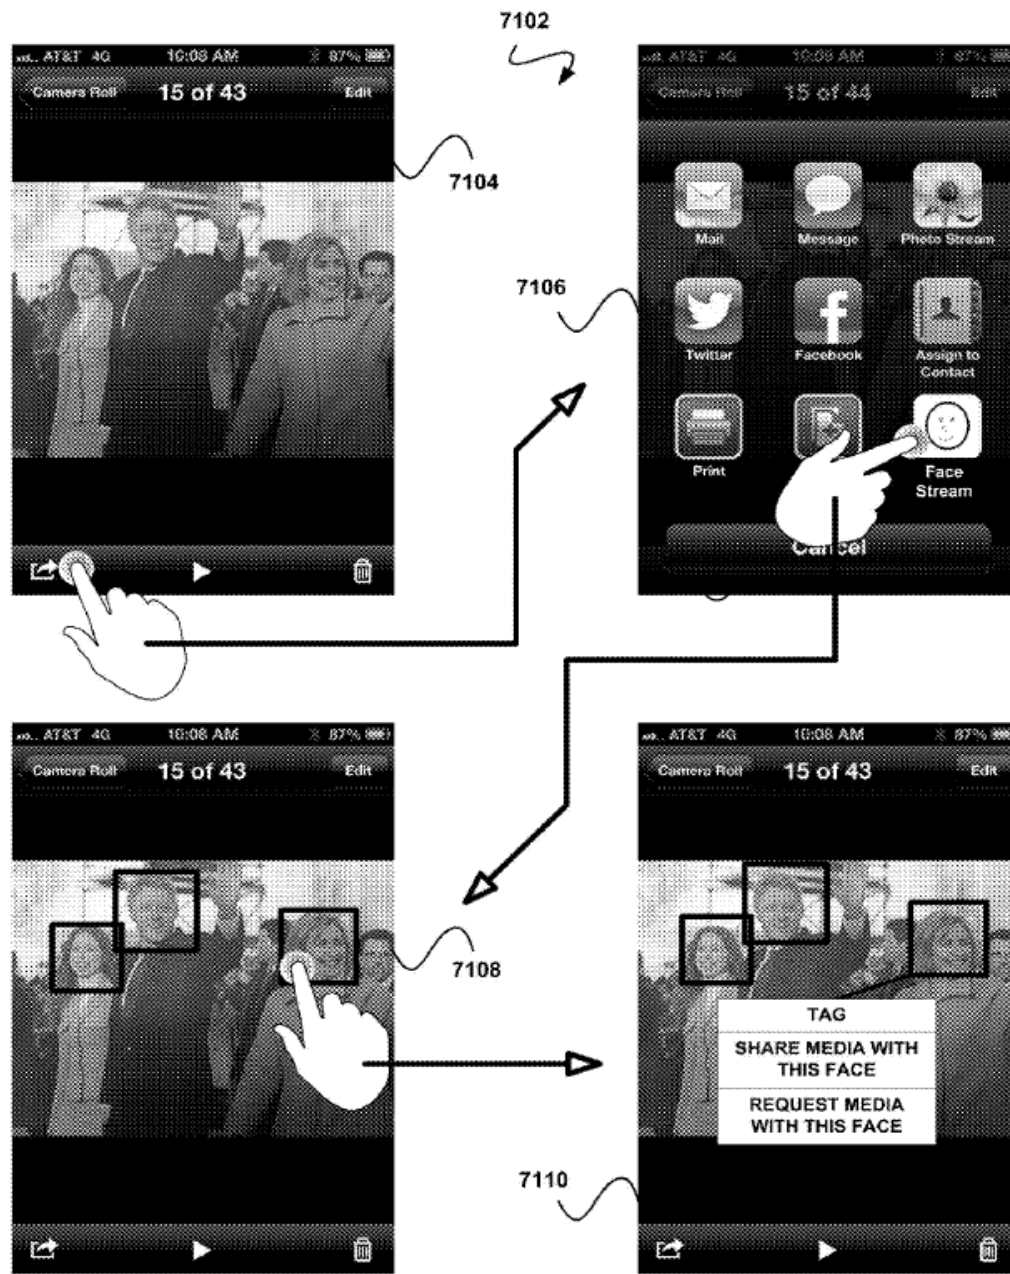 7102
AT&T 4G 10:08 AM 87%
Camera Roll 15 of 43 Edit
7104
AT&T 4G 10:09 AM 87%
Camera Roll 15 of 44 Edit
Mail Message Photo Stream
7106
Twitter Facebook Assign to
Contact
Print Face
Stream
Cancel
AT&T 4G 10:08 AM 87%
Camera Roll 15 of 43 Edit
7108
AT&T 4G 10:08 AM 87%
Camera Roll 15 of 43 Edit
TAG
SHARE MEDIA WITH
THIS FACE
REQUEST MEDIA
WITH THIS FACE
7110